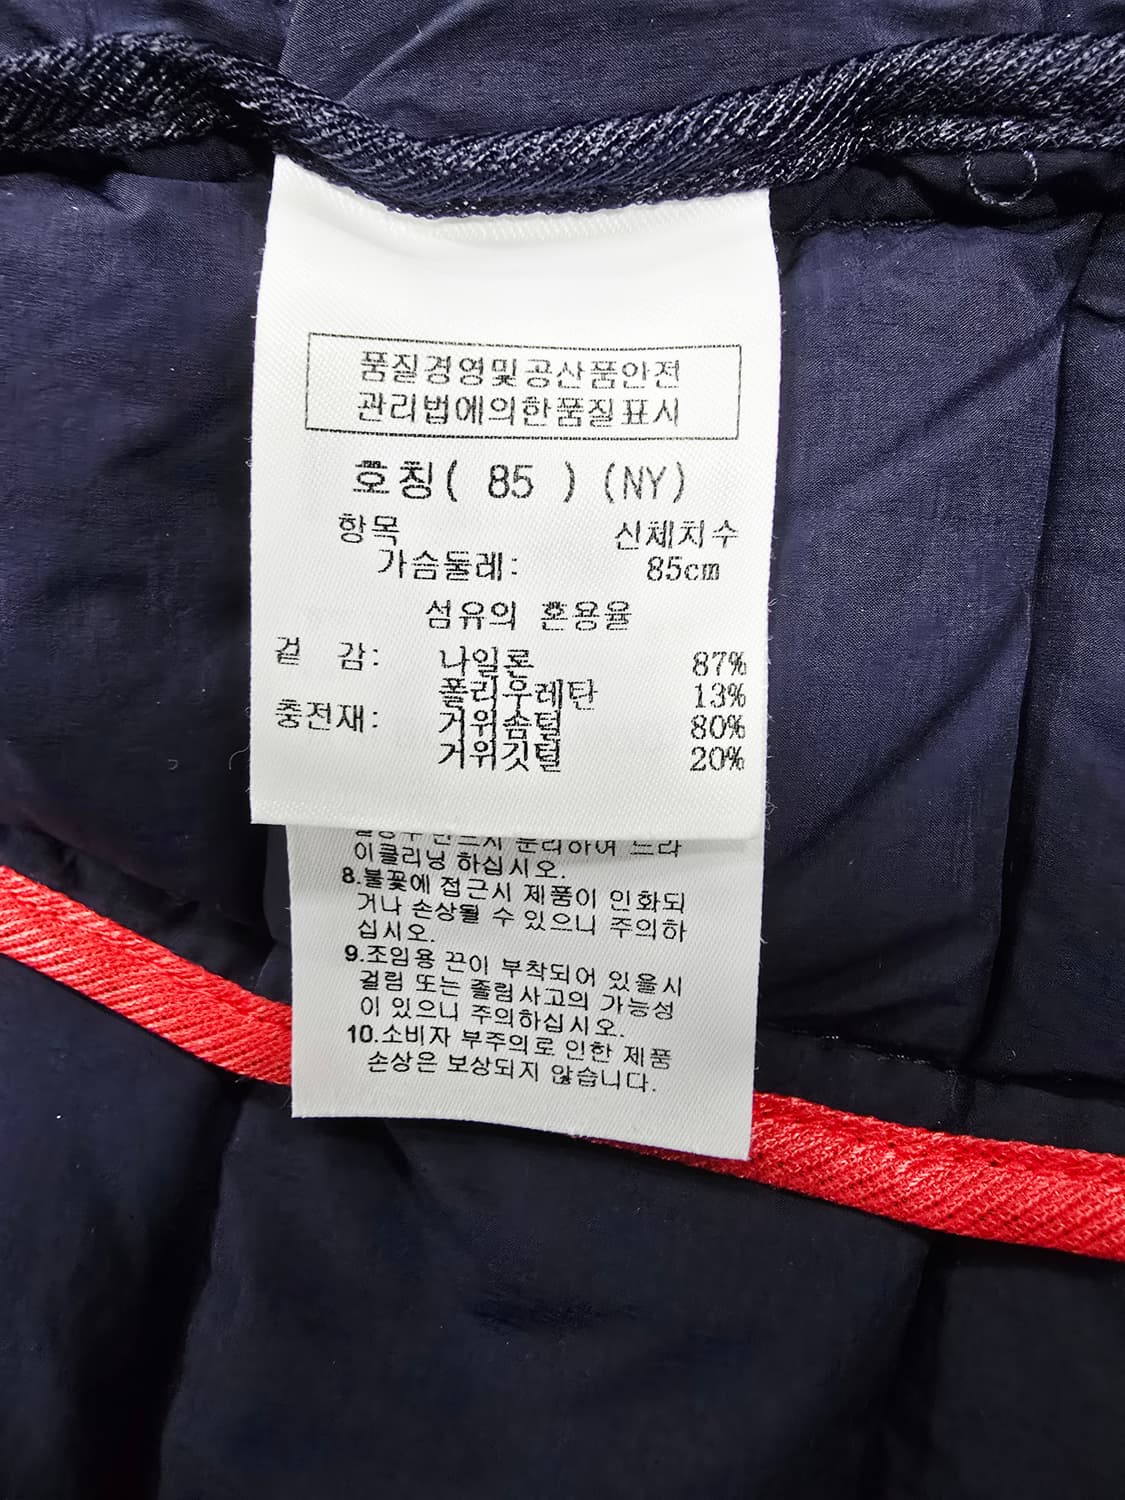 품질경영및공산품안전
관리법에의한품질표시
호칭( 85 ) (NY)
항목 신체치수
가슴둘레: 85cm
섬유의 혼용율
겉 감: 나일론 87%
폴리우레탄 13%
충전재: 거위솜털 80%
거위깃털 20%
분리하여 드라
이클리닝 하십시오.
8.불꽃에 접근시 제품이 인화되
거나 손상될 수 있으니 주의하
십시오.
9.조임용 끈이 부착되어 있을시
걸림 또는 졸림사고의 가능성
이 있으니 주의하십시오.
10.소비자 부주의로 인한 제품
손상은 보상되지 않습니다.